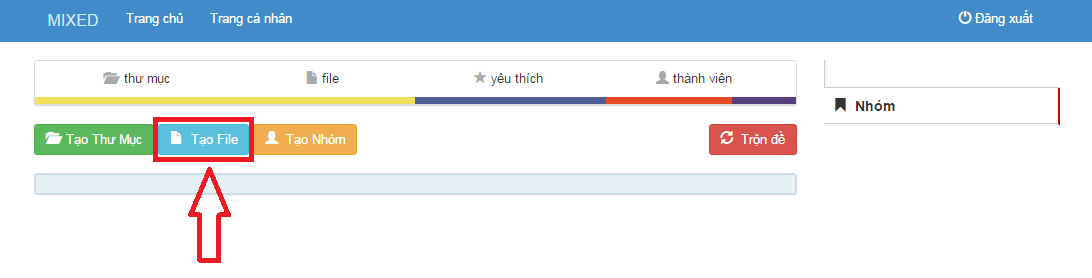 MIXED Trang chủ Trang cá nhân Đăng xuất
thư mục file yêu thích thành viên
Nhóm
Tạo Thư Mục Tạo File Tạo Nhóm Trộn đề